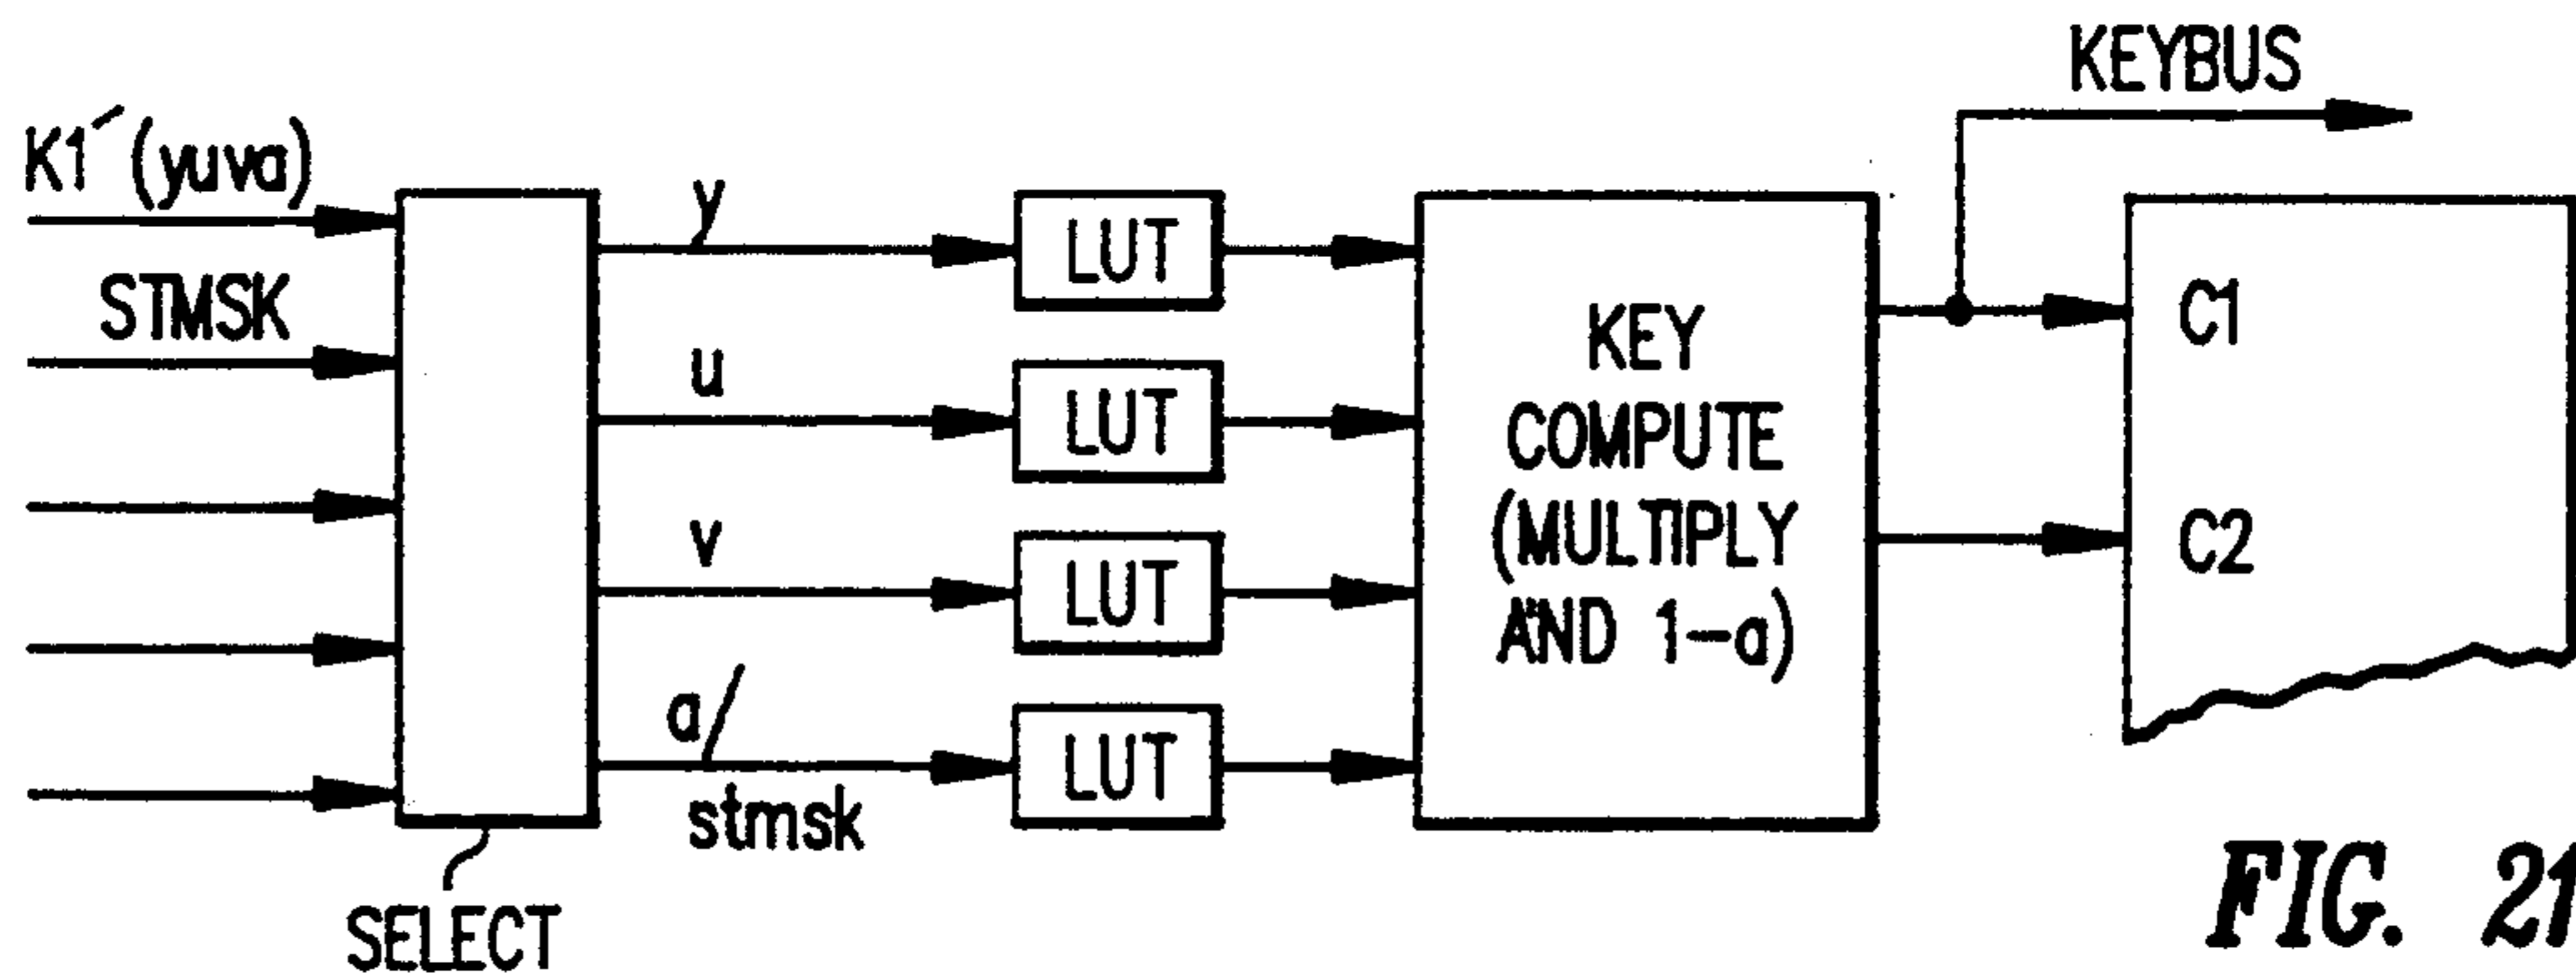 KEYBUS
K1´(yuva)
STMSK
y
u
v
a/
stmsk
LUT
LUT
LUT
LUT
KEY
COMPUTE
(MULTIPLY
AND 1-a)
C1
C2
SELECT
FIG. 21